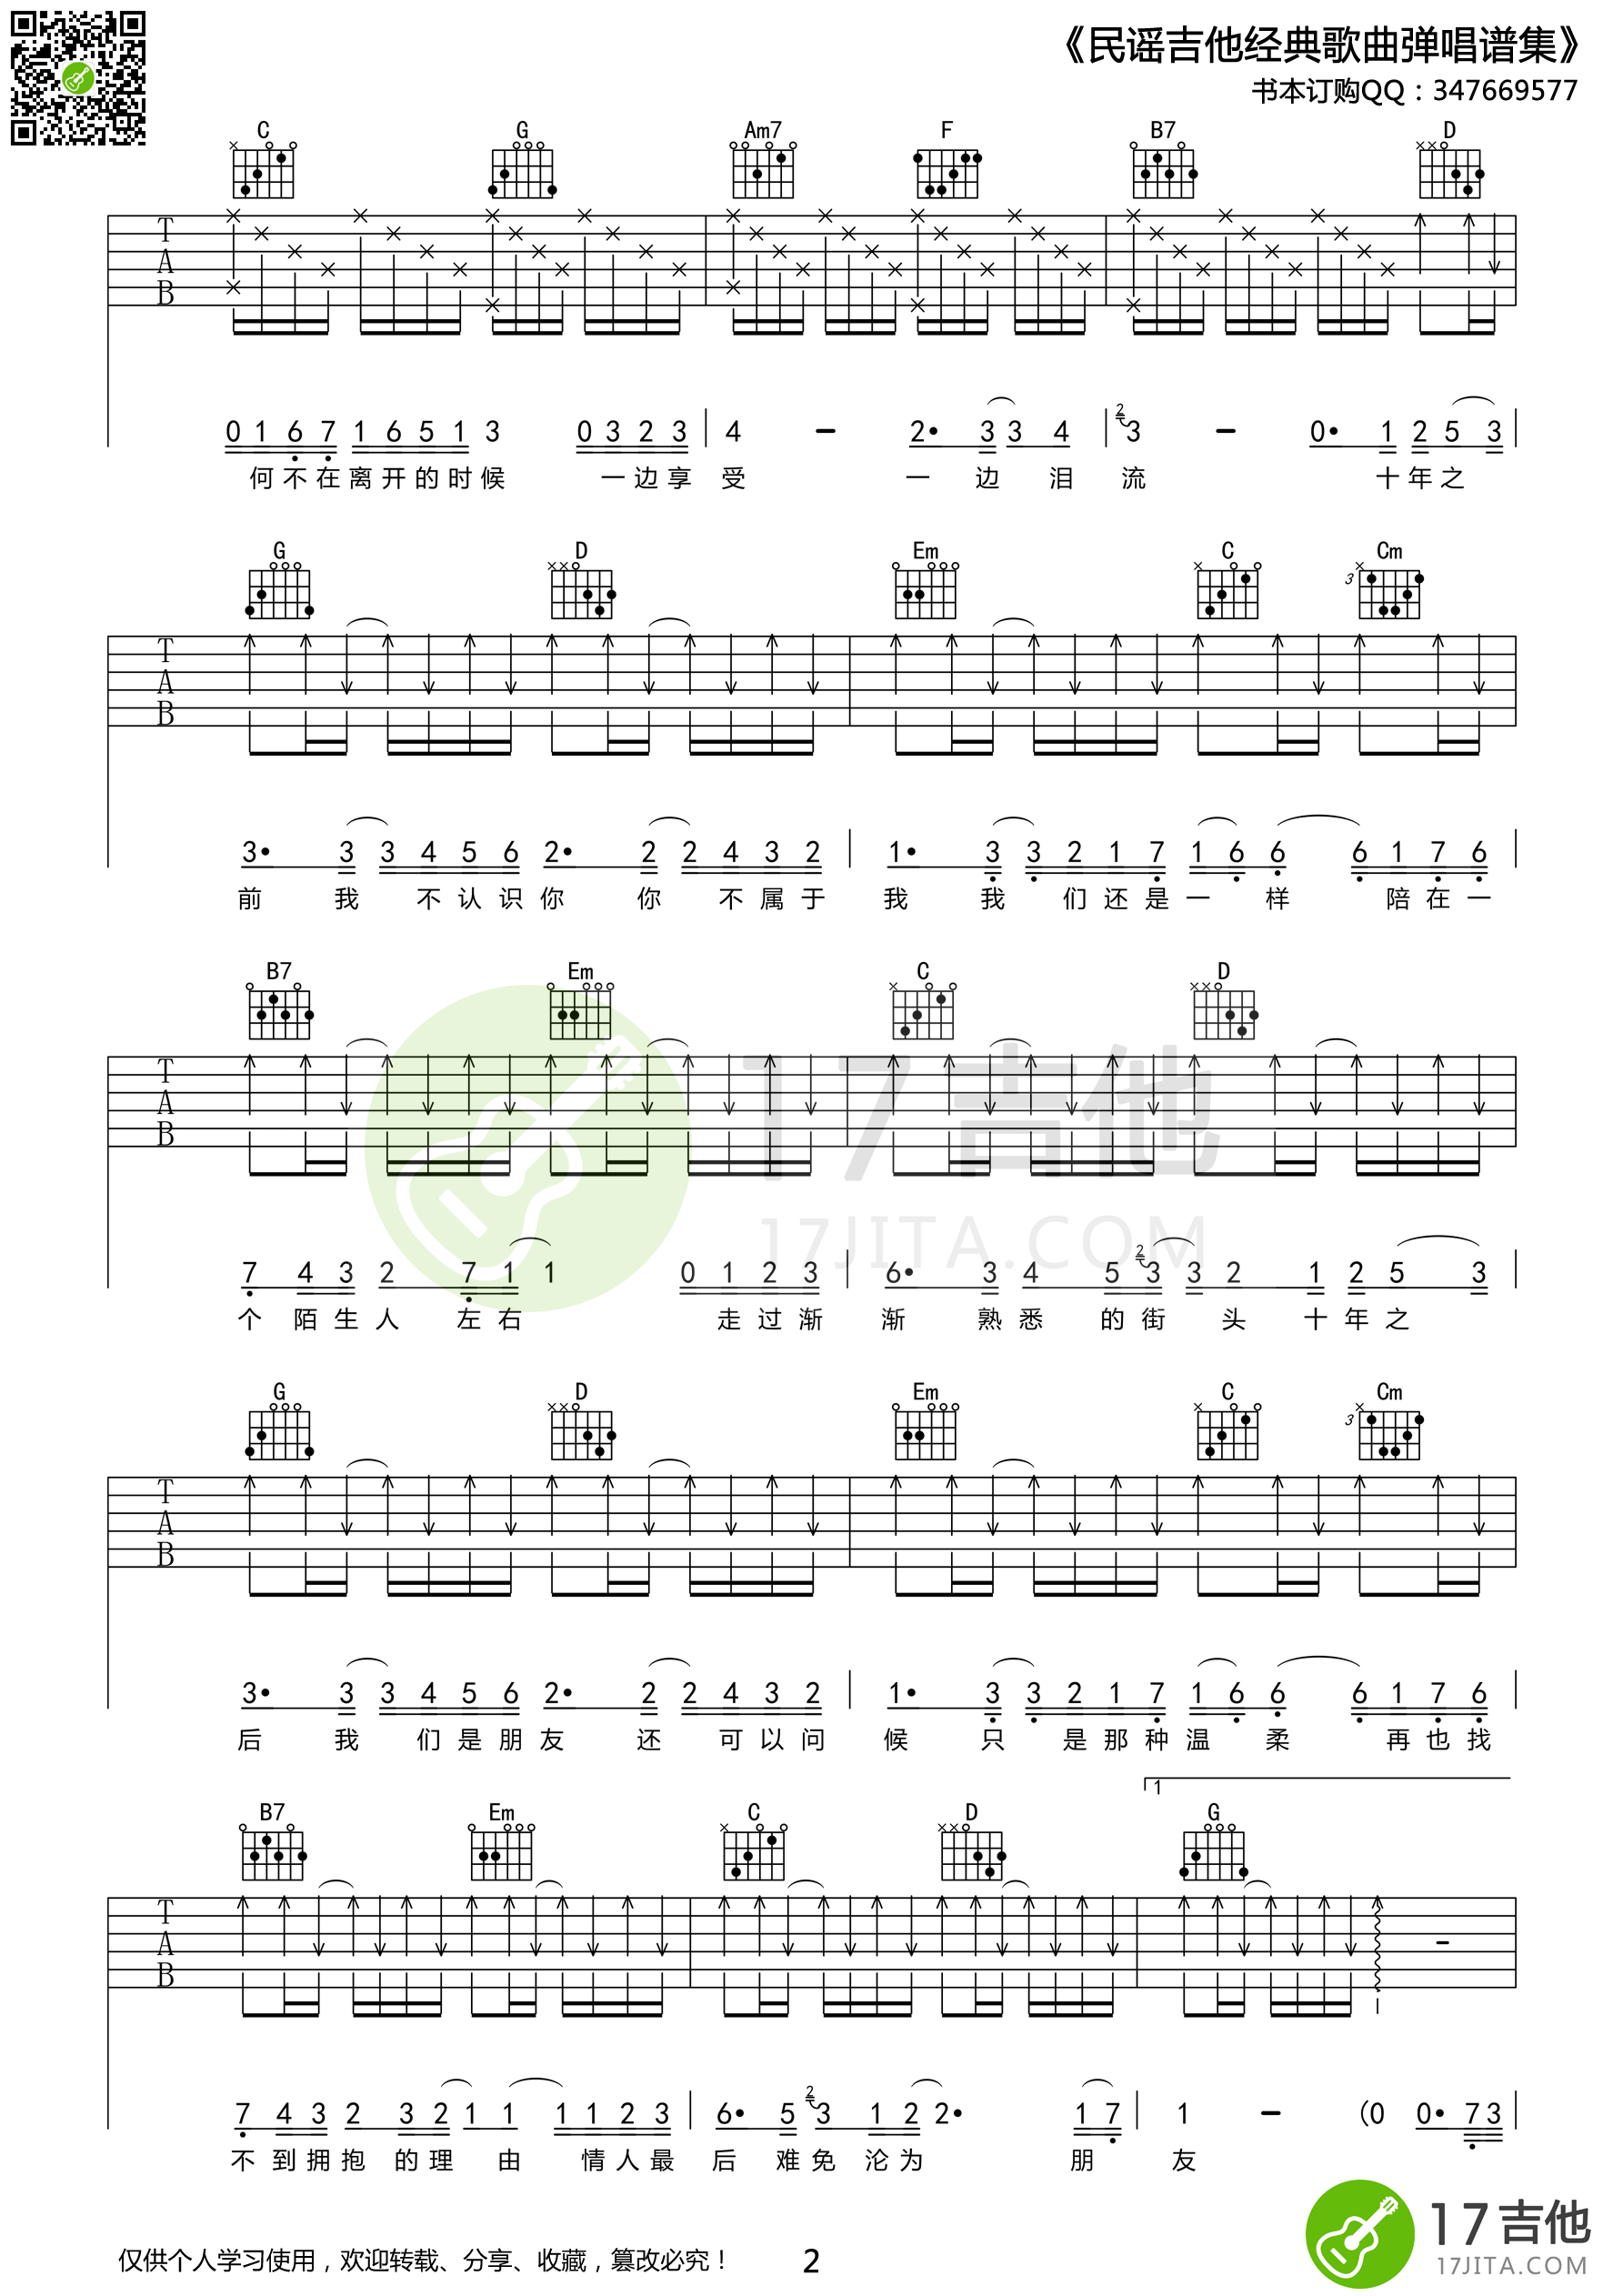 《民谣吉他经典歌曲弹唱谱集》
书本订购QQ：347669577
C G Am7 F B7 D
T
A
B
0 1 6 7 1 6 5 1 3 0 3 2 3 4 - 2· 3 3 4 2 3 - 0· 1 2 5 3
何不在离开的时候 一边享受 一边泪流 十年之
G D Em C Cm
3
T
A
B
3· 3 3 4 5 6 2· 2 2 4 3 2 1· 3 3 2 1 7 1 6 6 6 1 7 6
前 我 不认识你 你 不属于我 我 们还是一 样 陪在一
B7 Em C D
T
A
B
7 4 3 2 7 1 1 0 1 2 3 6· 3 4 5 2 3 3 2 1 2 5 3
个 陌生人 左右 走过渐渐 熟悉 的街 头 十年之
17吉他
17JITA.COM
G D Em C Cm
3
T
A
B
3· 3 3 4 5 6 2· 2 2 4 3 2 1· 3 3 2 1 7 1 6 6 6 1 7 6
后 我 们是朋友 还 可以问候 只 是那种温 柔 再也找
1
B7 Em C D G
T
A
B
7 4 3 2 3 2 1 1 1 1 2 3 6· 5 2 3 1 2 2· 1 7 1 - (0 0· 7 3
不到拥抱 的理 由 情人最后 难免 沦为 朋 友
仅供个人学习使用，欢迎转载、分享、收藏，篡改必究！
2
17吉他
17JITA.COM